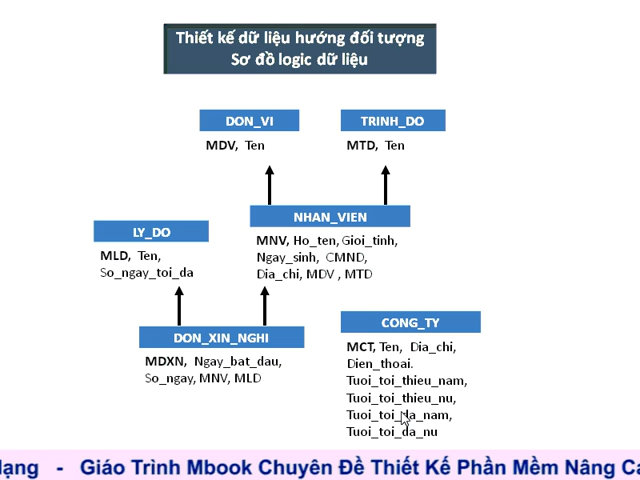 Thiết kế dữ liệu hướng đối tượng
Sơ đồ logic dữ liệu
DON_VI
MDV, Ten
TRINH_DO
MTD, Ten
NHAN_VIEN
MNV, Ho_ten, Gioi_tinh,
Ngay_sinh, CMND,
Dia_chi, MDV , MTD
LY_DO
MLD, Ten,
So_ngay_toi_da
DON_XIN_NGHI
MDXN, Ngay_bat_dau,
So_ngay, MNV, MLD
CONG_TY
MCT, Ten, Dia_chi,
Dien_thoai.
Tuoi_toi_thieu_nam,
Tuoi_toi_thieu_nu,
Tuoi_toi_da_nam,
Tuoi_toi_da_nu
- Giáo Trình Mbook Chuyên Đề Thiết Kế Phần Mềm Nâng